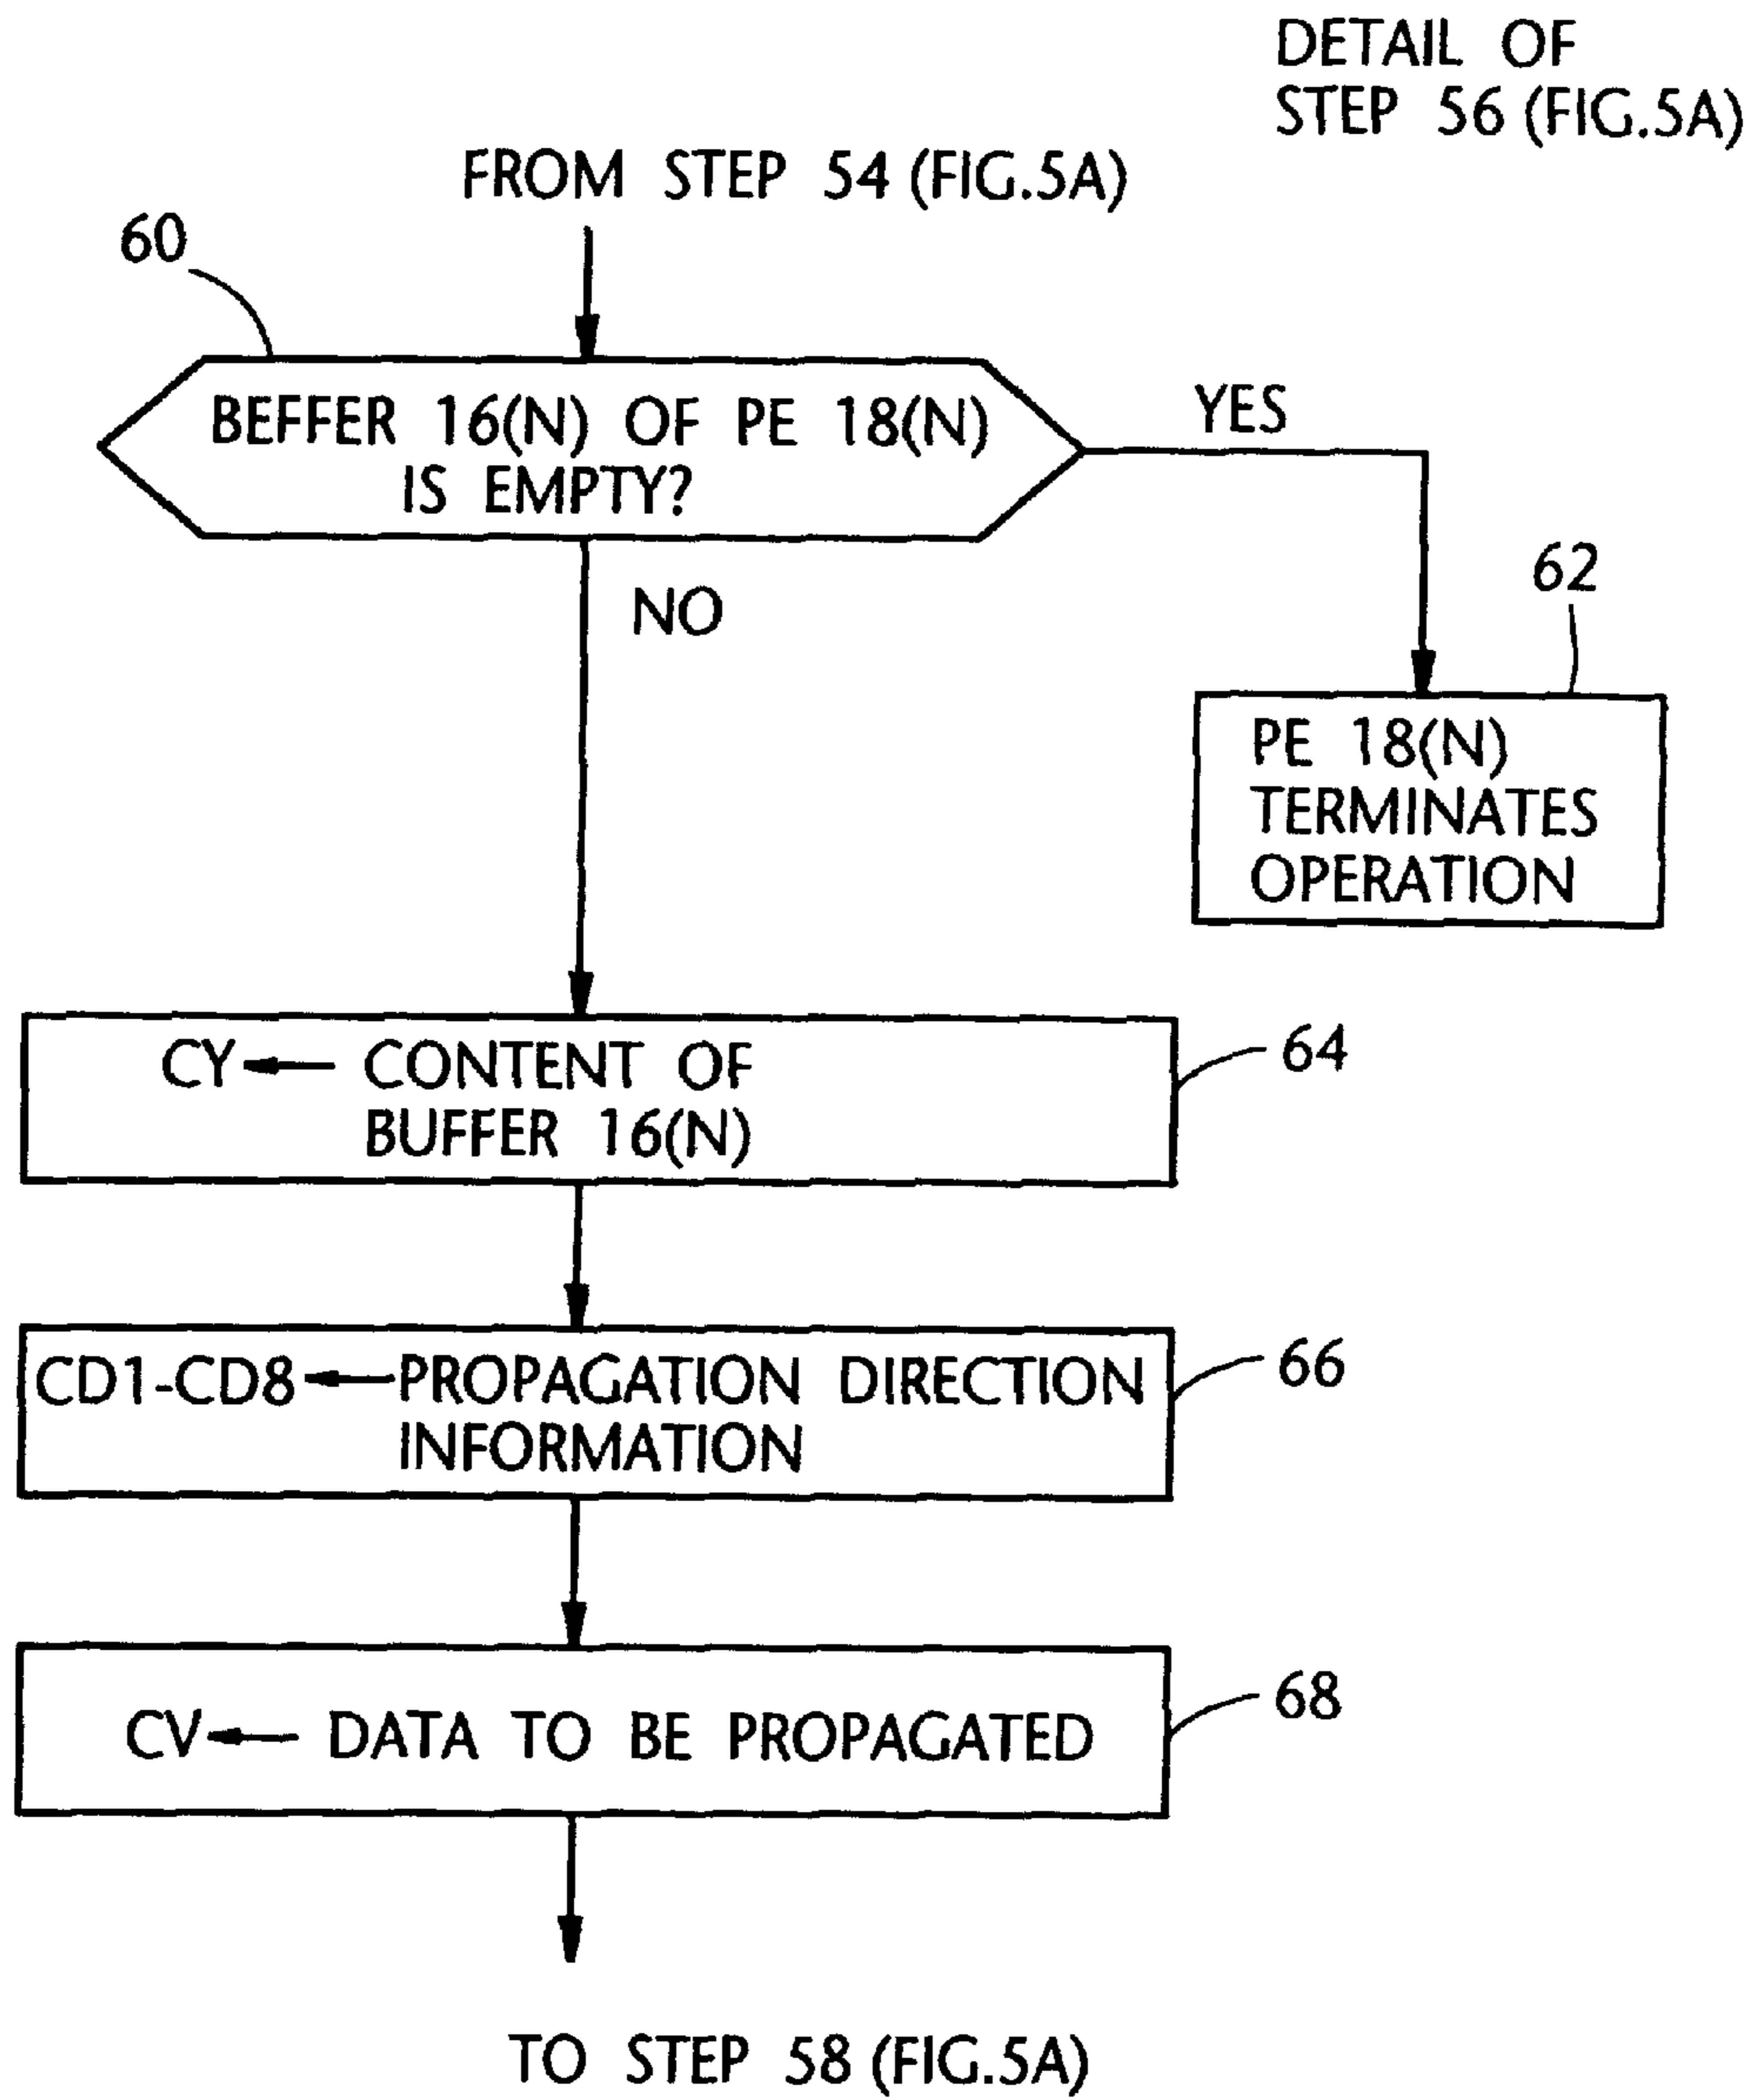 DETAIL OF
STEP 56 (FIG.5A)
FROM STEP 54 (FIG.5A)
60
BEFFER 16(N) OF PE 18(N)
IS EMPTY?
YES
NO
62
PE 18(N)
TERMINATES
OPERATION
CY ← CONTENT OF
BUFFER 16(N)
64
CD1-CD8 ← PROPAGATION DIRECTION
INFORMATION
66
CV ← DATA TO BE PROPAGATED
68
TO STEP 58 (FIG.5A)